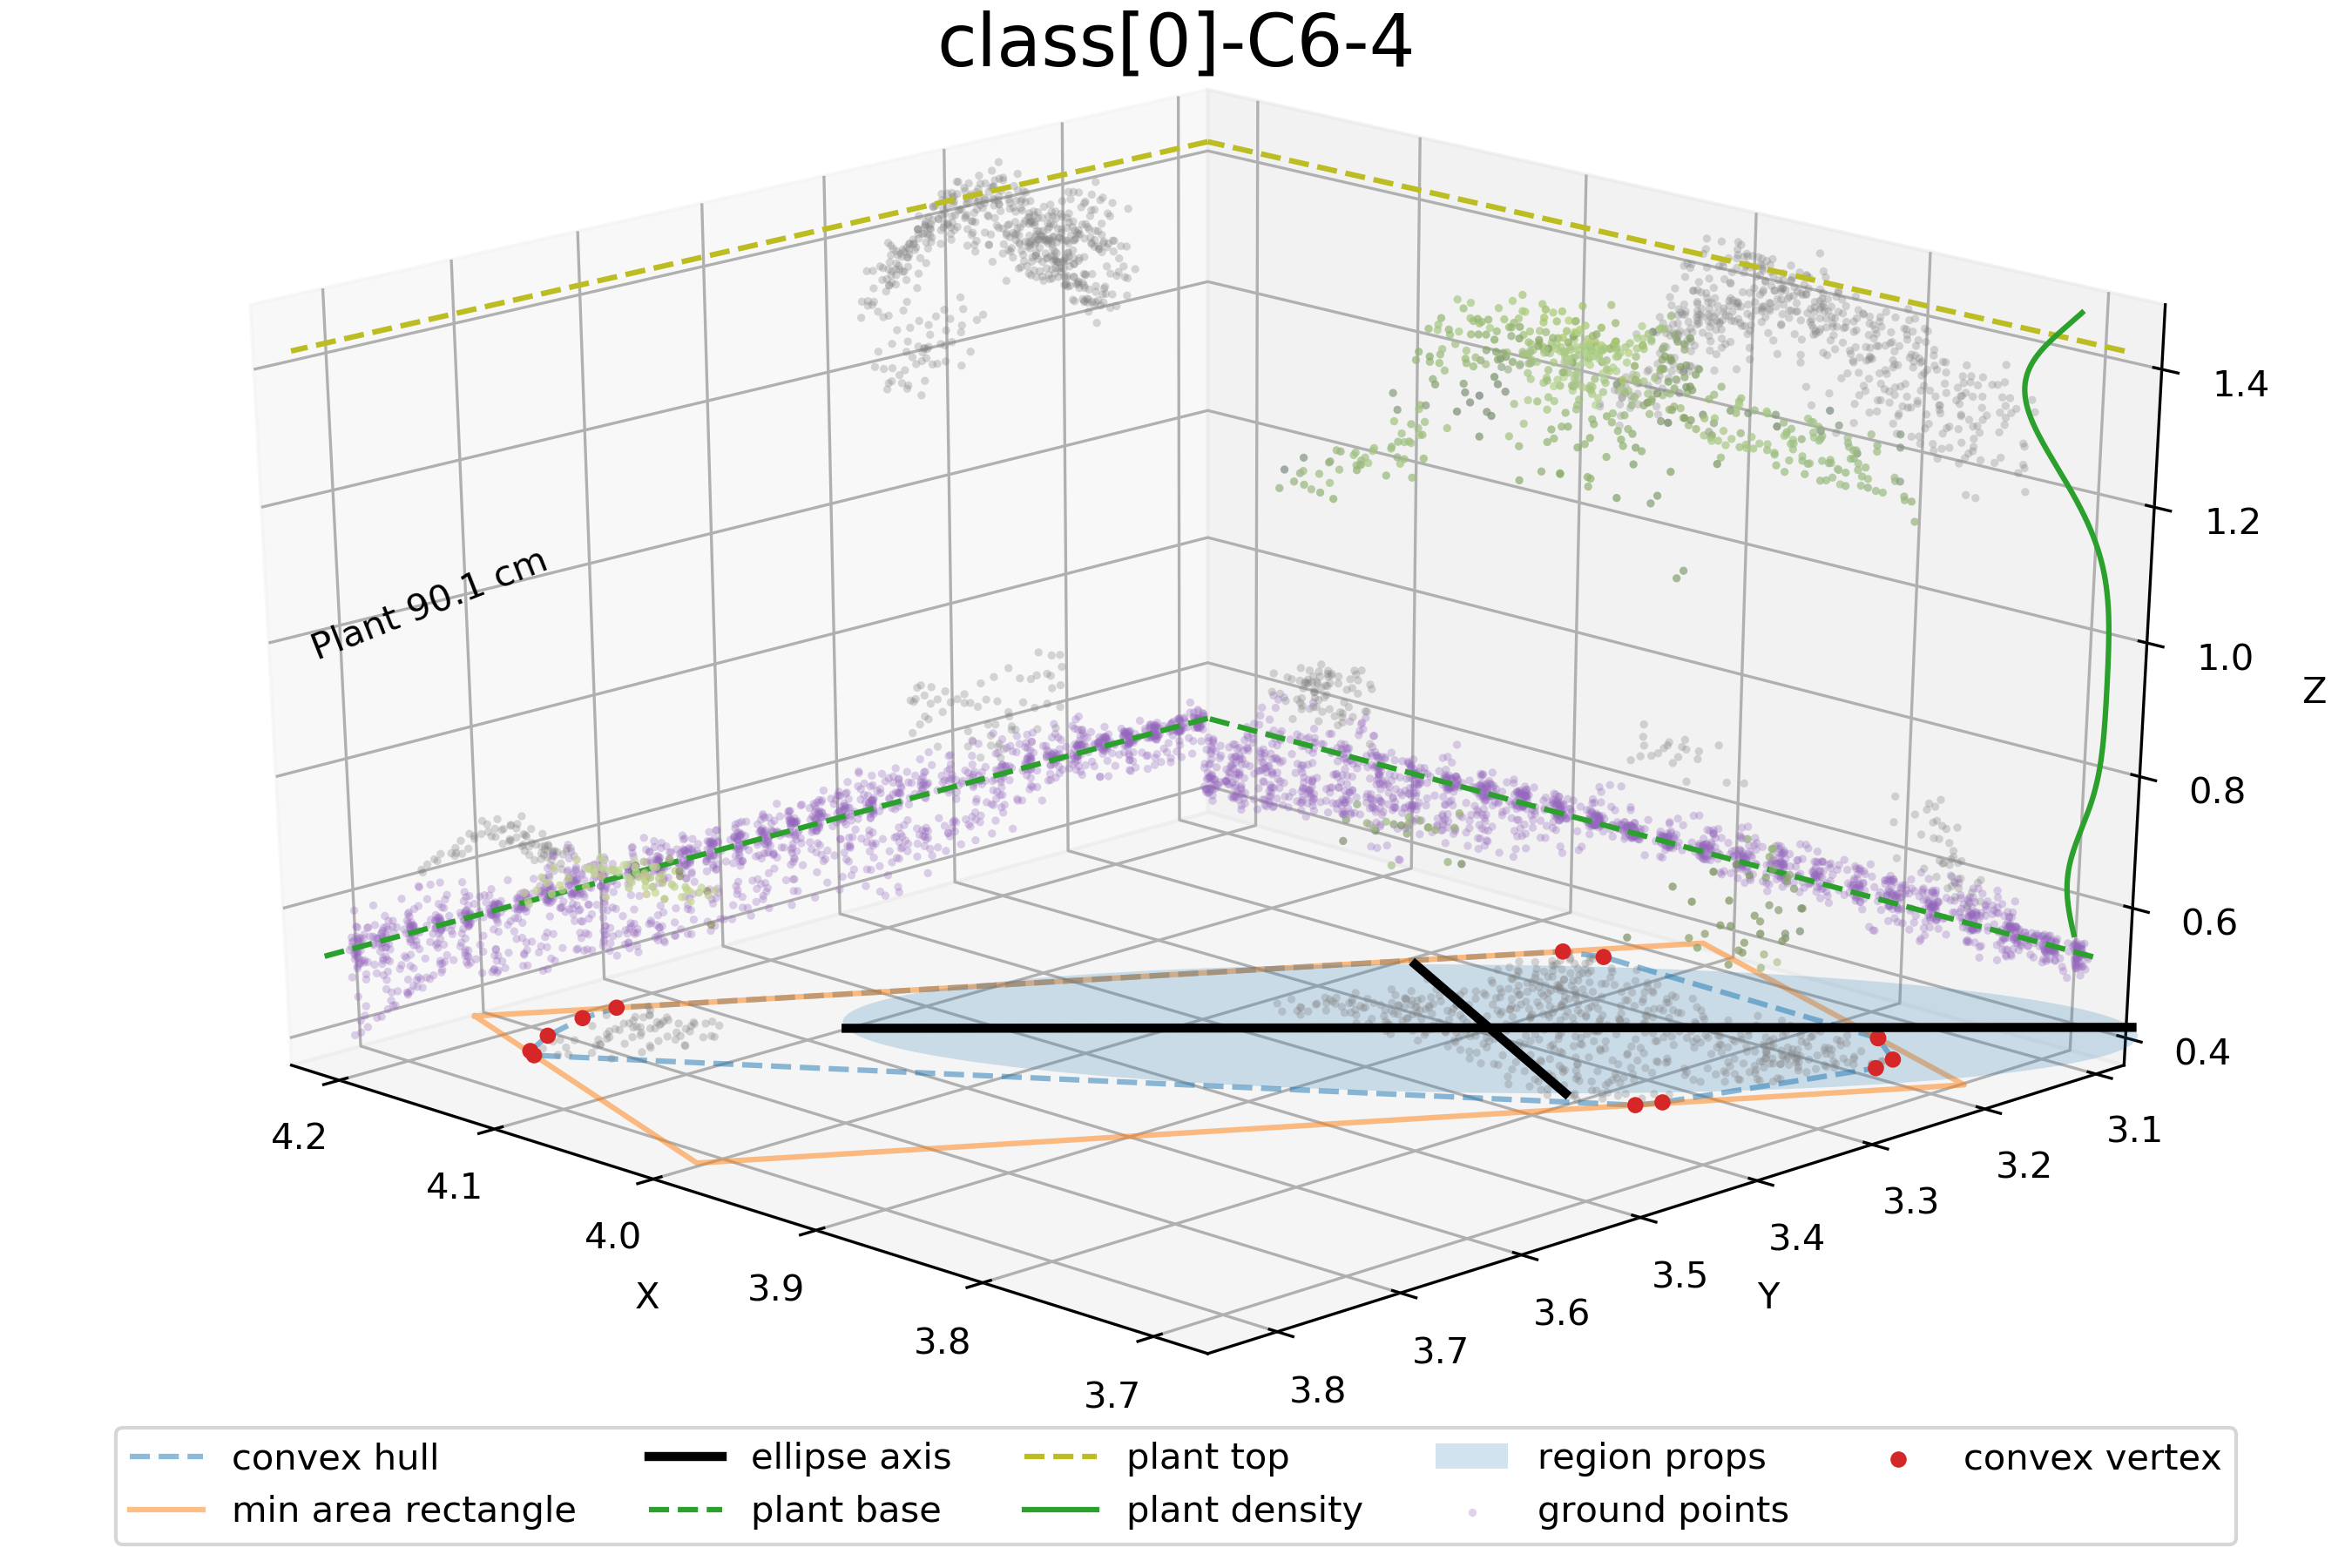 class[0]-C6-4
Plant 90.1 cm
1.4
1.2
1.0
0.8
0.6
0.4
Z
4.2
4.1
4.0
3.9
3.8
3.7
X
3.8
3.7
3.6
3.5
3.4
3.3
3.2
3.1
Y
convex hull
min area rectangle
ellipse axis
plant base
plant top
plant density
region props
ground points
convex vertex